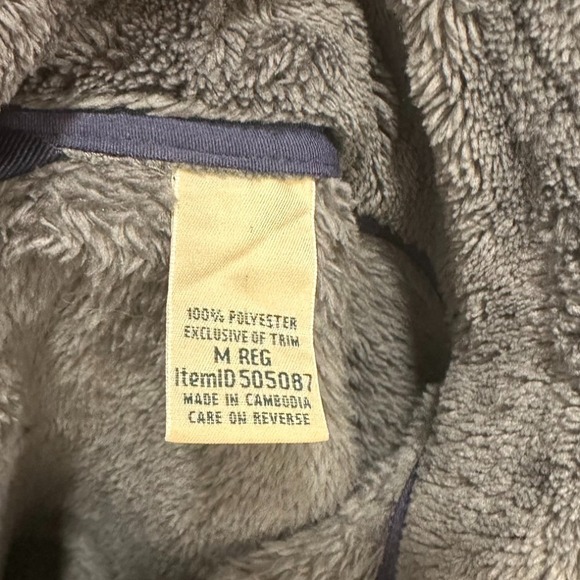 100% POLYESTER
EXCLUSIVE OF TRIM
M REG
ItemID 505087
MADE IN CAMBODIA
CARE ON REVERSE